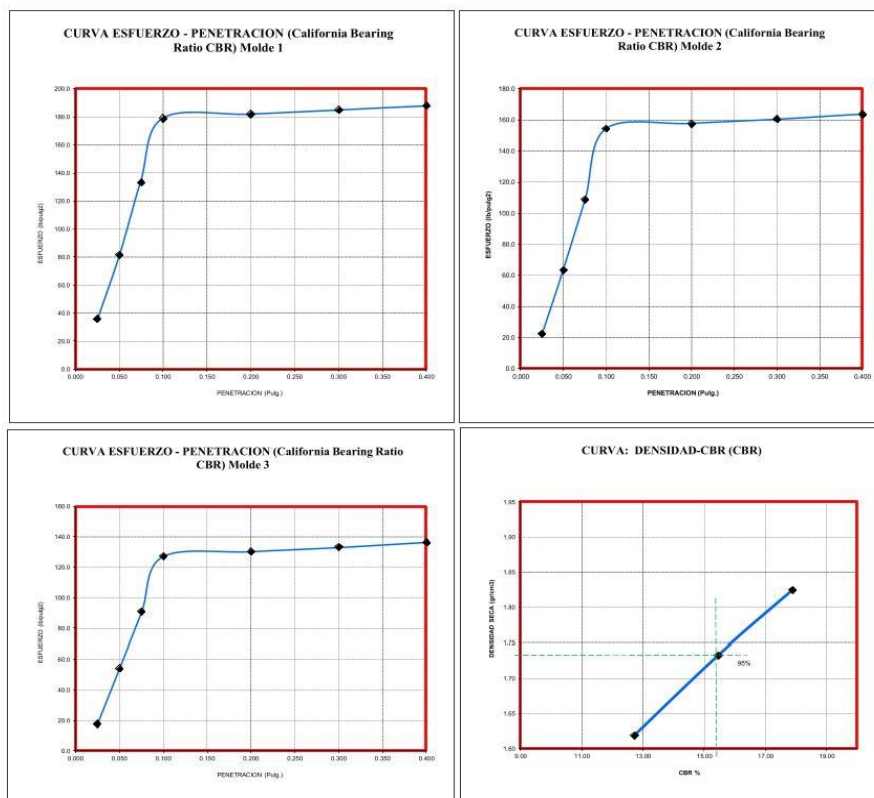 CURVA ESFUERZO - PENETRACION (California Bearing
Ratio CBR) Molde 1
200.0
180.0
160.0
140.0
120.0
100.0
80.0
60.0
40.0
20.0
0.0
ESFUERZO (lb/pulg2)
0.000 0.050 0.100 0.150 0.200 0.250 0.300 0.350 0.400
PENETRACION (Pulg.)
CURVA ESFUERZO - PENETRACION (California Bearing
Ratio CBR) Molde 2
180.0
160.0
140.0
120.0
100.0
80.0
60.0
40.0
20.0
0.0
ESFUERZO (lb/pulg2)
0.000 0.050 0.100 0.150 0.200 0.250 0.300 0.350 0.400
PENETRACION (Pulg.)
CURVA ESFUERZO - PENETRACION (California Bearing Ratio
CBR) Molde 3
160.0
140.0
120.0
100.0
80.0
60.0
40.0
20.0
0.0
ESFUERZO (lb/pulg2)
0.000 0.050 0.100 0.150 0.200 0.250 0.300 0.350 0.400
PENETRACION (Pulg.)
CURVA: DENSIDAD-CBR (CBR)
1.95
1.90
1.85
1.80
1.75
1.70
1.65
1.60
DENSIDAD SECA (gr/cm3)
95%
9.00 11.00 13.00 15.00 17.00 19.00
CBR %